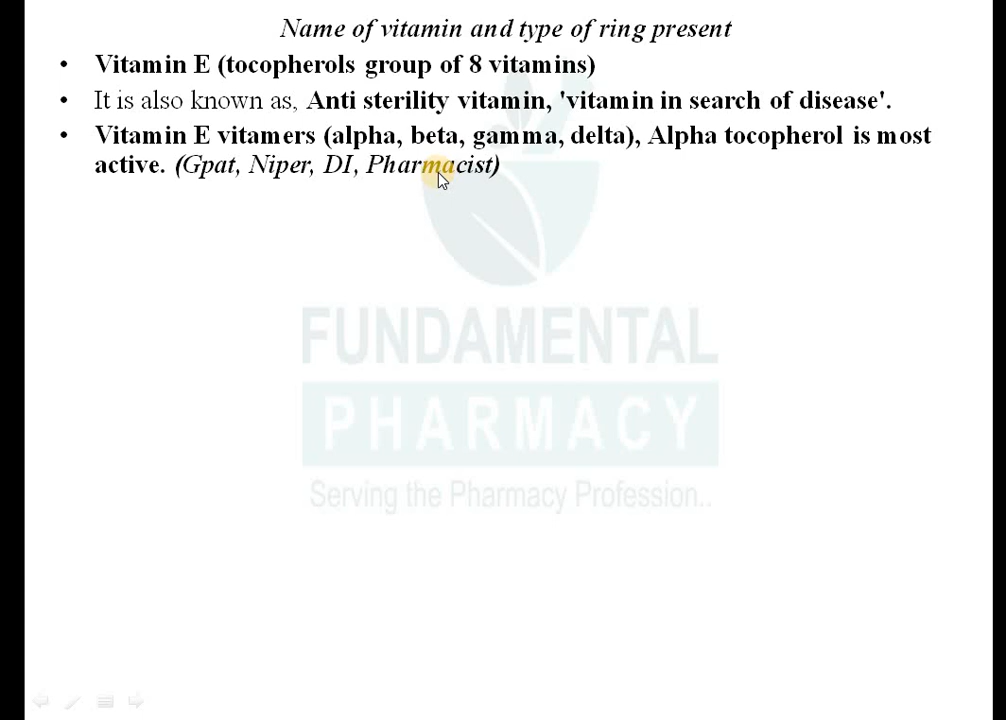 Name of vitamin and type of ring present
• Vitamin E (tocopherols group of 8 vitamins)
• It is also known as, Anti sterility vitamin, 'vitamin in search of disease'.
• Vitamin E vitamers (alpha, beta, gamma, delta), Alpha tocopherol is most
active. (Gpat, Niper, DI, Pharmacist)
FUNDAMENTAL
PHARMACY
Serving the Pharmacy Profession..